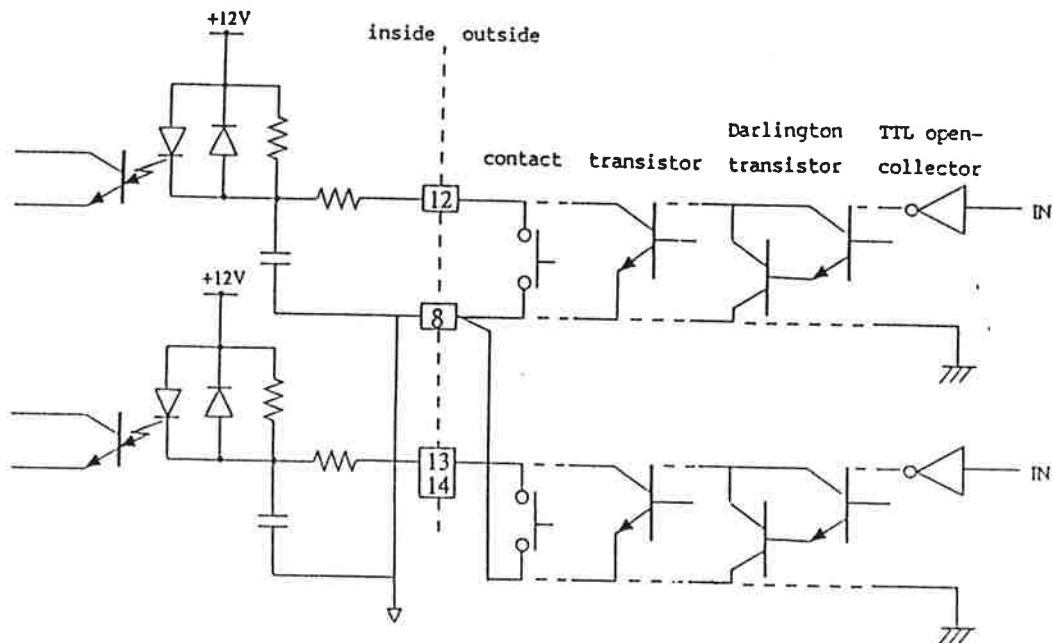 +12V
inside outside
Darlington TTL open-
contact transistor transistor collector
12
IN
+12V
8
13
14
IN